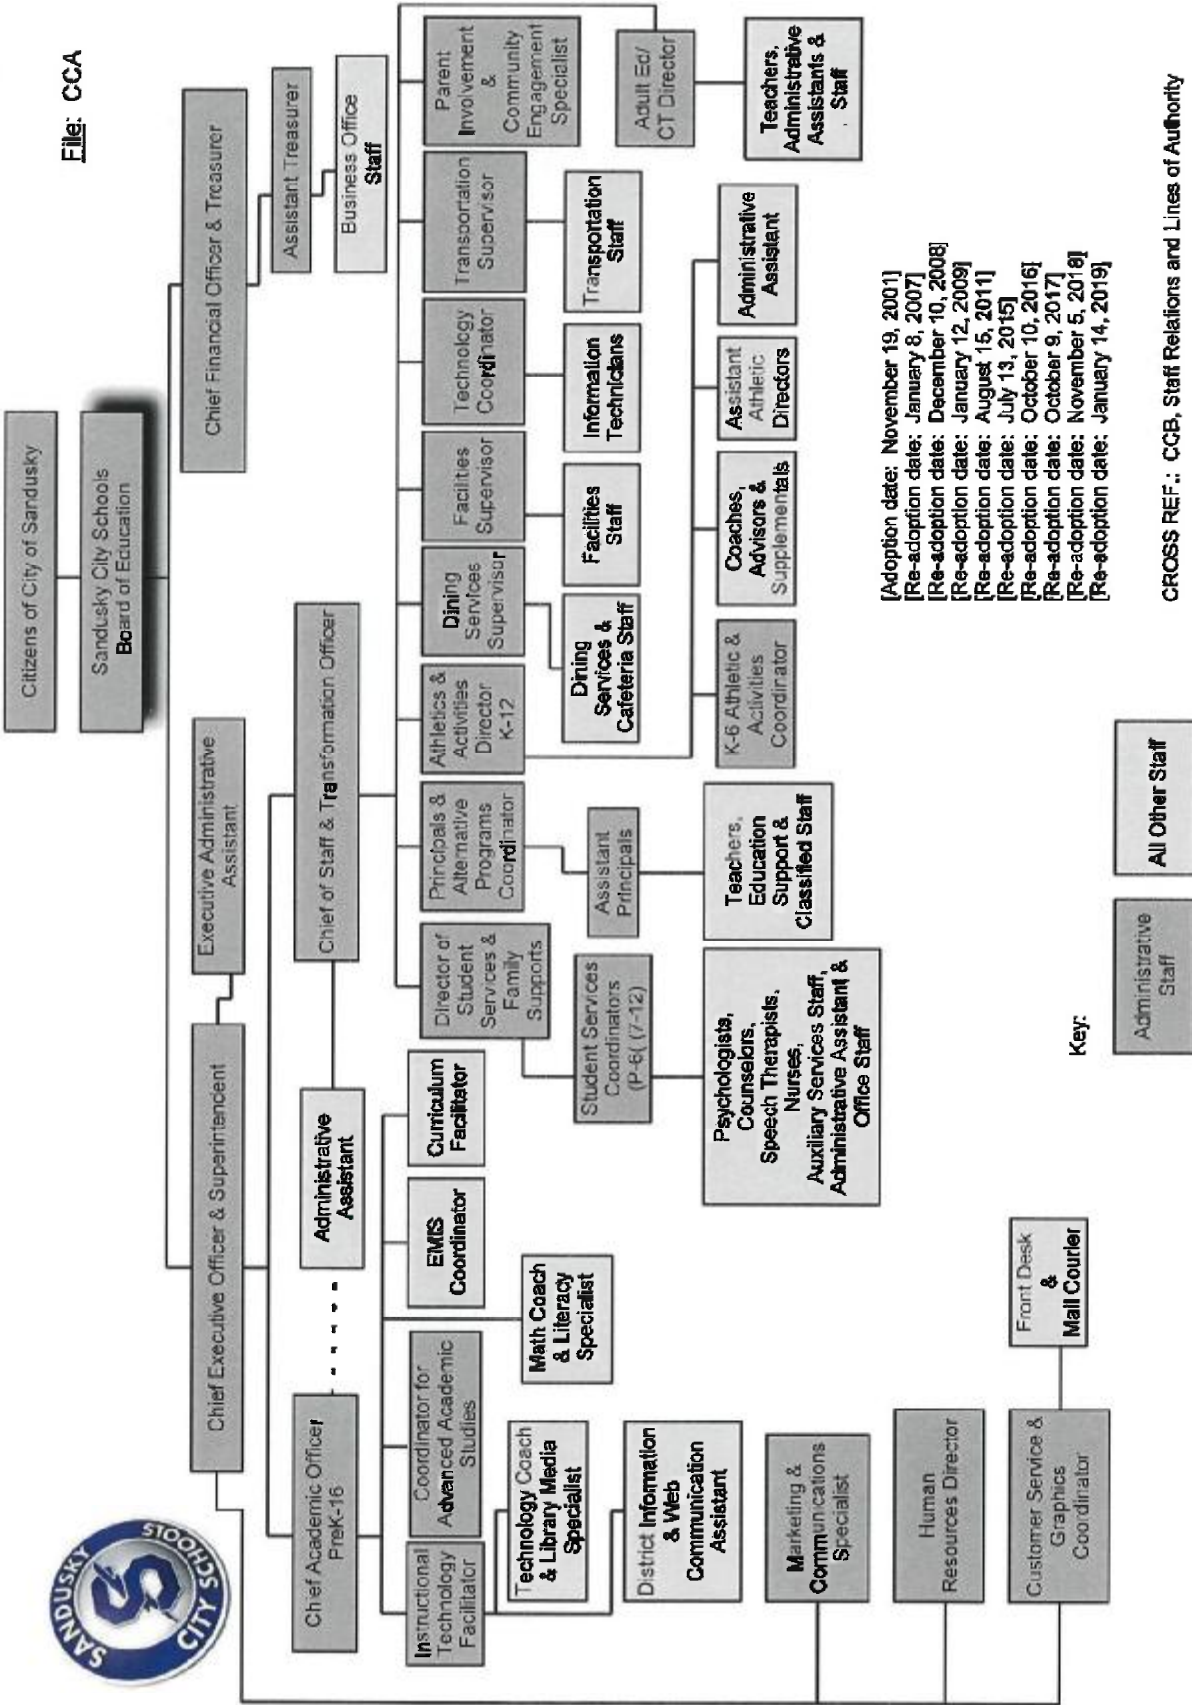 File: CCA
SANDUSKY
CITY SCHOOLS
S
Citizens of City of Sandusky
Sandusky City Schools
Board of Education
Chief Executive Officer & Superintendent
Executive Administrative
Assistant
Chief Financial Officer & Treasurer
Assistant Treasurer
Business Office
Staff
Chief Academic Officer
PreK-16
Administrative
Assistant
Chief of Staff & Transformation Officer
Instructional
Technology
Facilitator
Coordinator for
Advanced Academic
Studies
EMIS
Coordinator
Curriculum
Facilitator
Math Coach
& Literacy
Specialist
Technology Coach
& Library Media
Specialist
District Information
& Web
Communication
Assistant
Director of
Student
Services &
Family
Supports
Principals &
Alternative
Programs
Coordinator
Athletics &
Activities
Director
K-12
Dining
Services
Supervisur
Facilities
Supervisor
Technology
Coordinator
Transportation
Supervisor
Parent
Involvement
&
Community
Engagement
Specialist
Student Services
Coordinators
(P-6( (7-12)
Assistant
Principals
Dining
Services &
Cafeteria Staff
Facilities
Staff
Information
Technicians
Transportation
Staff
Adult Ed/
CT Director
Psychologists,
Counselors,
Speech Therapists,
Nurses,
Auxiliary Services Staff,
Administrative Assistant &
Office Staff
Teachers,
Education
Support &
Classified Staff
K-6 Athletic &
Activities
Coordinator
Coaches,
Advisors &
Supplementals
Assistant
Athletic
Directors
Administrative
Assistant
Teachers,
Administrative
Assistants &
. Staff
Marketing &
Communications
Specialist
Human
Resources Director
Customer Service &
Graphics
Coordinator
Front Desk
&
Mail Courier
[Adoption date: November 19, 2001]
[Re-adoption date: January 8, 2007]
[Re-adoption date: December 10, 2008]
[Re-adoption date: January 12, 2009]
[Re-adoption date: August 15, 2011]
[Re-adoption date: July 13, 2015]
[Re-adoption date: October 10, 2016]
[Re-adoption date: October 9, 2017]
[Re-adoption date: November 5, 2018]
[Re-adoption date: January 14, 2019]
Key:
Administrative
Staff
All Other Staff
CROSS REF.: CCB, Staff Relations and Lines of Authority